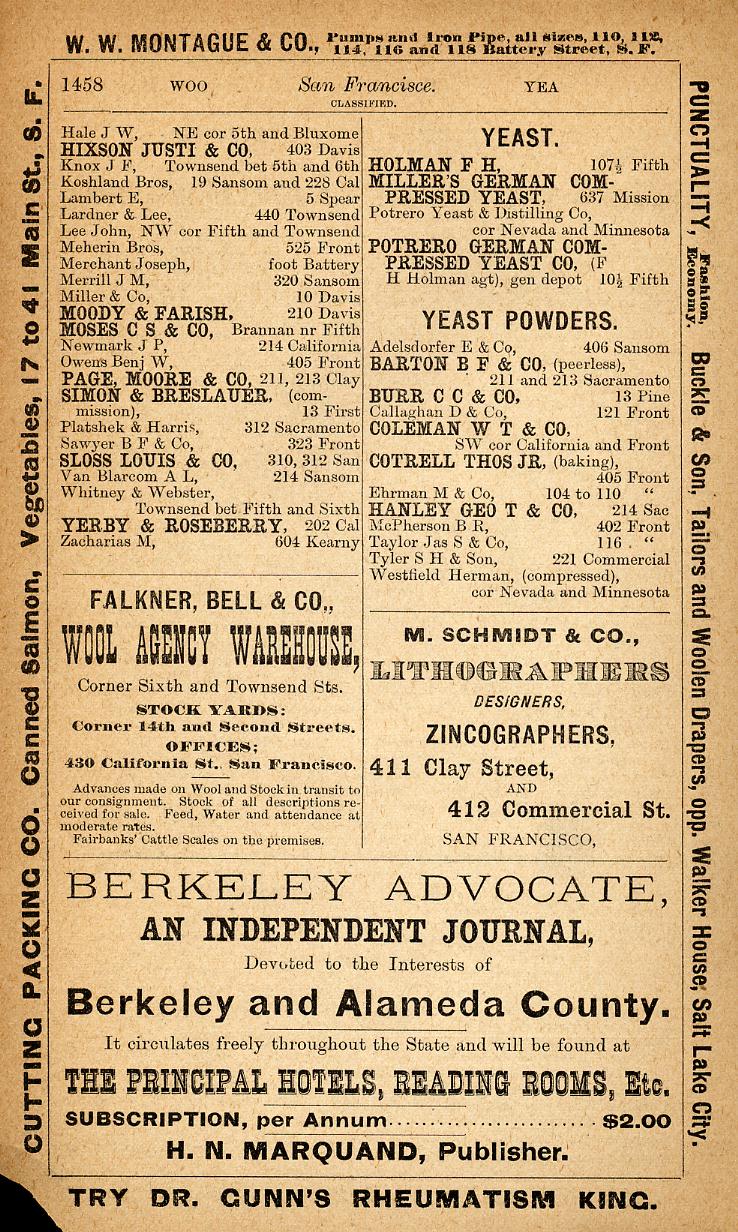 W. W. MONTAGUE & CO., Pumps and Iron Pipe, all sizes, 110, 112,
114, 116 and 118 Battery Street, S. F.
CUTTING PACKING CO. Canned Salmon, Vegetables, 17 to 41 Main St., S. F.
1458 WOO San Francisce. YEA
CLASSIFIED.
Hale J W, NE cor 5th and Bluxome
HIXSON JUSTI & CO, 403 Davis
Knox J F, Townsend bet 5th and 6th
Koshland Bros, 19 Sansom and 228 Cal
Lambert E, 5 Spear
Lardner & Lee, 440 Townsend
Lee John, NW cor Fifth and Townsend
Meherin Bros, 525 Front
Merchant Joseph, foot Battery
Merrill J M, 320 Sansom
Miller & Co, 10 Davis
MOODY & FARISH, 210 Davis
MOSES C S & CO, Brannan nr Fifth
Newmark J P, 214 California
Owens Benj W, 405 Front
PAGE, MOORE & CO, 211, 213 Clay
SIMON & BRESLAUER, (com-
mission), 13 First
Platshek & Harris, 312 Sacramento
Sawyer B F & Co, 323 Front
SLOSS LOUIS & CO, 310, 312 San
Van Blarcom A L, 214 Sansom
Whitney & Webster,
Townsend bet Fifth and Sixth
YERBY & ROSEBERRY, 202 Cal
Zacharias M, 604 Kearny
FALKNER, BELL & CO.,
WOOL AGENCY WAREHOUSE,
Corner Sixth and Townsend Sts.
STOCK YARDS:
Corner 14th and Second Streets.
OFFICES;
430 California St., San Francisco.
Advances made on Wool and Stock in transit to
our consignment. Stock of all descriptions re-
ceived for sale. Feed, Water and attendance at
moderate rates.
Fairbanks' Cattle Scales on the premises.
YEAST.
HOLMAN F H, 107½ Fifth
MILLER'S GERMAN COM-
PRESSED YEAST, 637 Mission
Potrero Yeast & Distilling Co,
cor Nevada and Minnesota
POTRERO GERMAN COM-
PRESSED YEAST CO, (F
H Holman agt), gen depot 10½ Fifth
YEAST POWDERS.
Adelsdorfer E & Co, 406 Sansom
BARTON B F & CO, (peerless),
211 and 213 Sacramento
BURR C C & CO, 13 Pine
Callaghan D & Co, 121 Front
COLEMAN W T & CO,
SW cor California and Front
COTRELL THOS JR, (baking),
405 Front
Ehrman M & Co, 104 to 110 "
HANLEY GEO T & CO, 214 Sac
McPherson B R, 402 Front
Taylor Jas S & Co, 116 . "
Tyler S H & Son, 221 Commercial
Westfield Herman, (compressed),
cor Nevada and Minnesota
M. SCHMIDT & CO.,
LITHOGRAPHERS
DESIGNERS,
ZINCOGRAPHERS,
411 Clay Street,
AND
412 Commercial St.
SAN FRANCISCO,
BERKELEY ADVOCATE,
AN INDEPENDENT JOURNAL,
Devoted to the Interests of
Berkeley and Alameda County.
It circulates freely throughout the State and will be found at
THE PRINCIPAL HOTELS, READING ROOMS, Etc.
SUBSCRIPTION, per Annum........................$2.00
H. N. MARQUAND, Publisher.
PUNCTUALITY, Fashion, Economy. Buckle & Son, Tailors and Woolen Drapers, opp. Walker House, Salt Lake City.
TRY DR. GUNN'S RHEUMATISM KING.